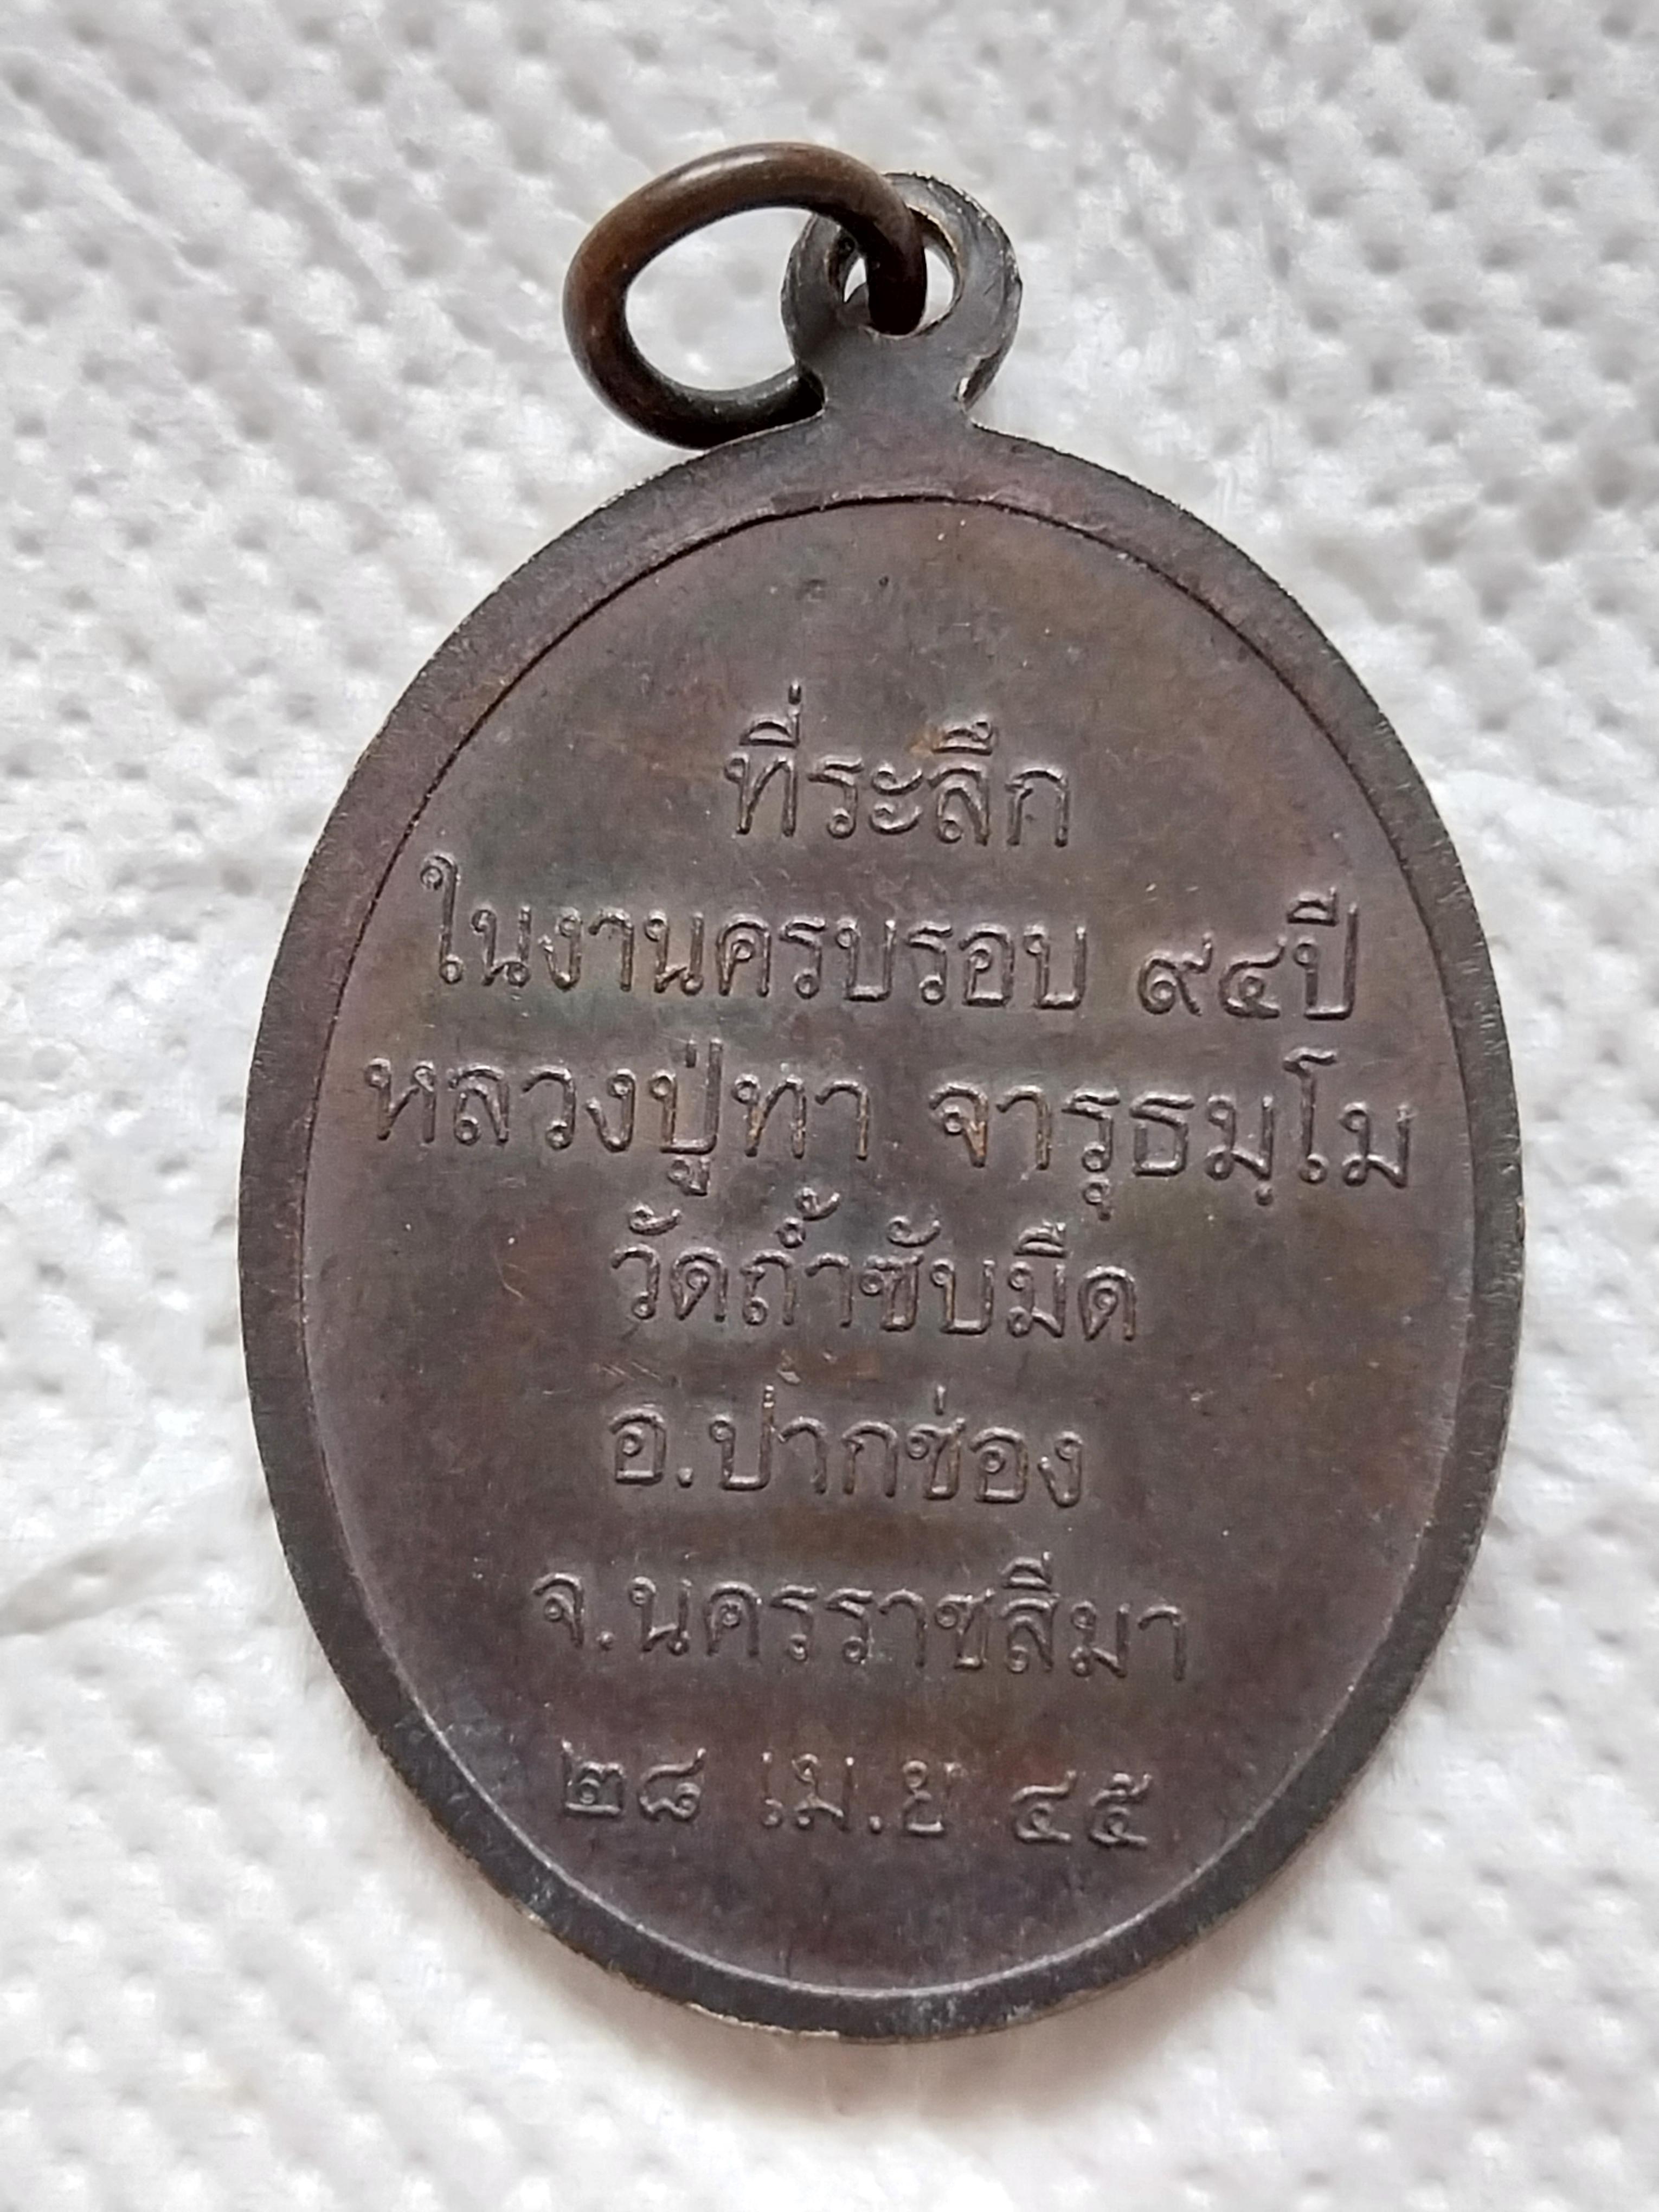 ที่ระลึก
ในงานครบรอบ ๙๔ปี
หลวงปู่ทา จารุธมฺโม
วัดถ้ำซับมืด
อ.ปากช่อง
จ.นครราชสีมา
๒๘ เม.ย ๔๕